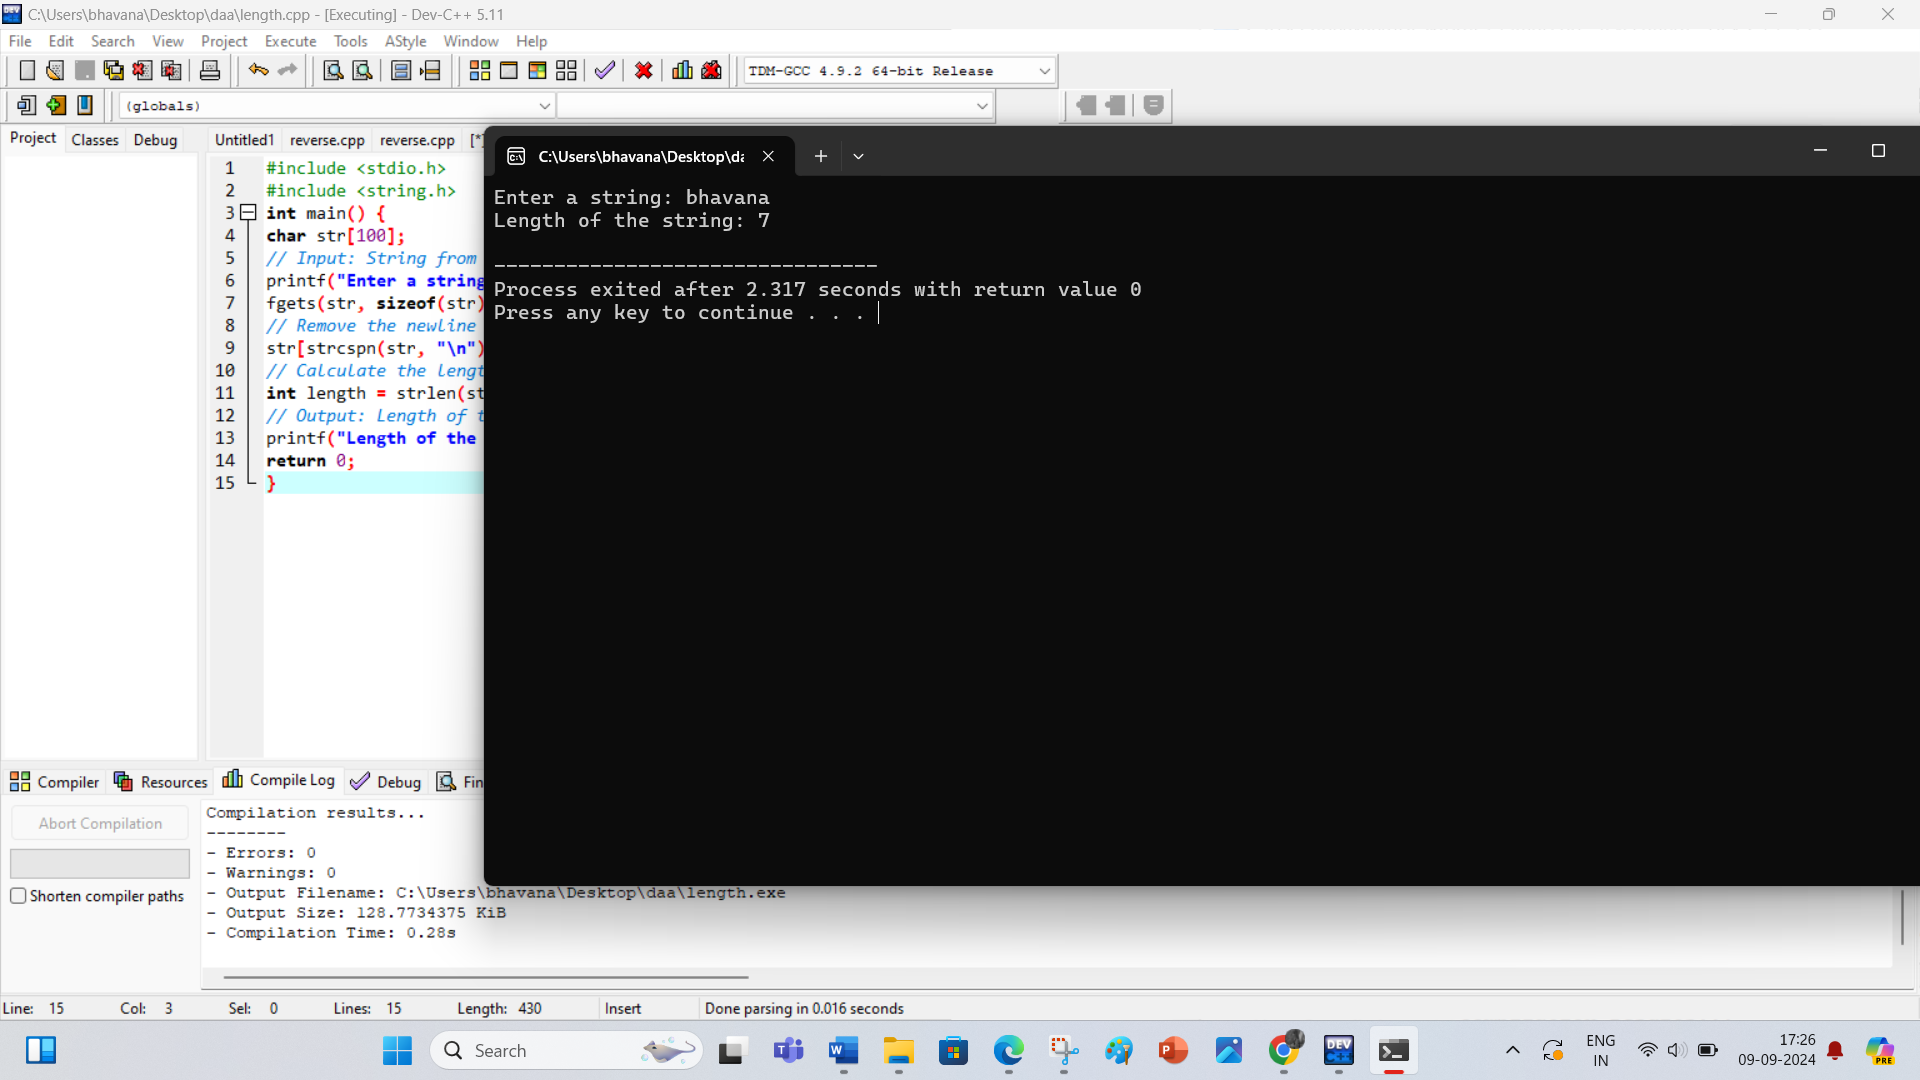 C:\Users\bhavana\Desktop\daa\length.cpp - [Executing] - Dev-C++ 5.11
File Edit Search View Project Execute Tools AStyle Window Help
TDM-GCC 4.9.2 64-bit Release
(globals)
Project Classes Debug
Untitled1 reverse.cpp reverse.cpp [*]
1 #include <stdio.h>
2 #include <string.h>
3 int main() {
4 char str[100];
5 // Input: String from
6 printf("Enter a string
7 fgets(str, sizeof(str)
8 // Remove the newline
9 str[strcspn(str, "\n")
10 // Calculate the lengt
11 int length = strlen(st
12 // Output: Length of t
13 printf("Length of the
14 return 0;
15 }
C:\Users\bhavana\Desktop\da
Enter a string: bhavana
Length of the string: 7
--------------------------------
Process exited after 2.317 seconds with return value 0
Press any key to continue . . .
Compiler Resources Compile Log Debug Fin
Abort Compilation
Shorten compiler paths
Compilation results...
--------
- Errors: 0
- Warnings: 0
- Output Filename: C:\Users\bhavana\Desktop\daa\length.exe
- Output Size: 128.7734375 KiB
- Compilation Time: 0.28s
Line: 15 Col: 3 Sel: 0 Lines: 15 Length: 430 Insert Done parsing in 0.016 seconds
Search
DEV C++
ENG
IN
17:26
09-09-2024
PRE